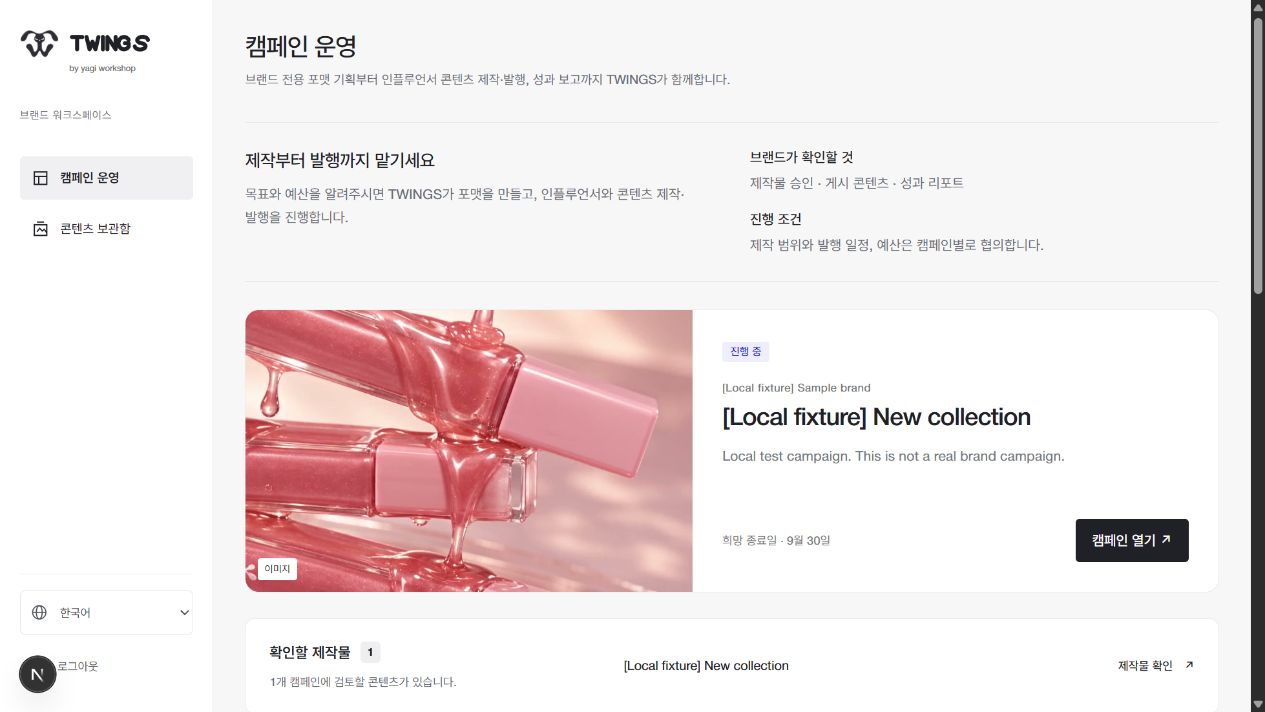 TWINGS
by yagi workshop
브랜드 워크스페이스
캠페인 운영
콘텐츠 보관함
한국어
N
로그아웃
캠페인 운영
브랜드 전용 포맷 기획부터 인플루언서 콘텐츠 제작·발행, 성과 보고까지 TWINGS가 함께합니다.
제작부터 발행까지 맡기세요
목표와 예산을 알려주시면 TWINGS가 포맷을 만들고, 인플루언서와 콘텐츠 제작·
발행을 진행합니다.
브랜드가 확인할 것
제작물 승인 · 게시 콘텐츠 · 성과 리포트
진행 조건
제작 범위와 발행 일정, 예산은 캠페인별로 협의합니다.
이미지
진행 중
[Local fixture] Sample brand
[Local fixture] New collection
Local test campaign. This is not a real brand campaign.
희망 종료일 · 9월 30일
캠페인 열기 ↗
확인할 제작물 1
1개 캠페인에 검토할 콘텐츠가 있습니다.
[Local fixture] New collection
제작물 확인 ↗